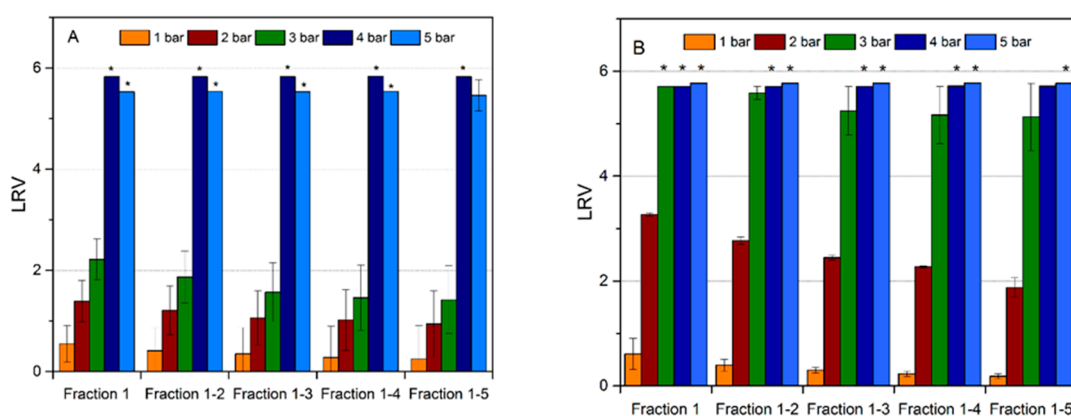 A
1 bar 2 bar 3 bar 4 bar 5 bar
6
* * * * * * * * *
4
2
0
LRV
Fraction 1 Fraction 1-2 Fraction 1-3 Fraction 1-4 Fraction 1-5
B
1 bar 2 bar 3 bar 4 bar 5 bar
* * * * * * * * * *
6
4
2
0
LRV
Fraction 1 Fraction 1-2 Fraction 1-3 Fraction 1-4 Fraction 1-5